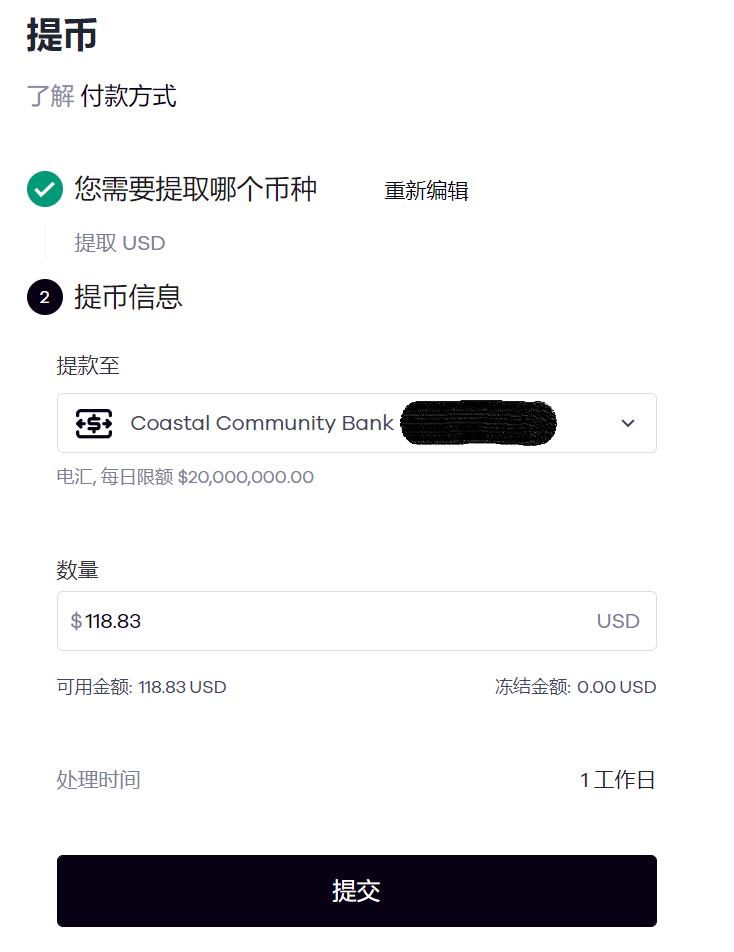 提币
了解 付款方式
您需要提取哪个币种 重新编辑
提取 USD
2 提币信息
提款至
Coastal Community Bank
电汇, 每日限额 $20,000,000.00
数量
$118.83 USD
可用金额: 118.83 USD 冻结金额: 0.00 USD
处理时间 1 工作日
提交